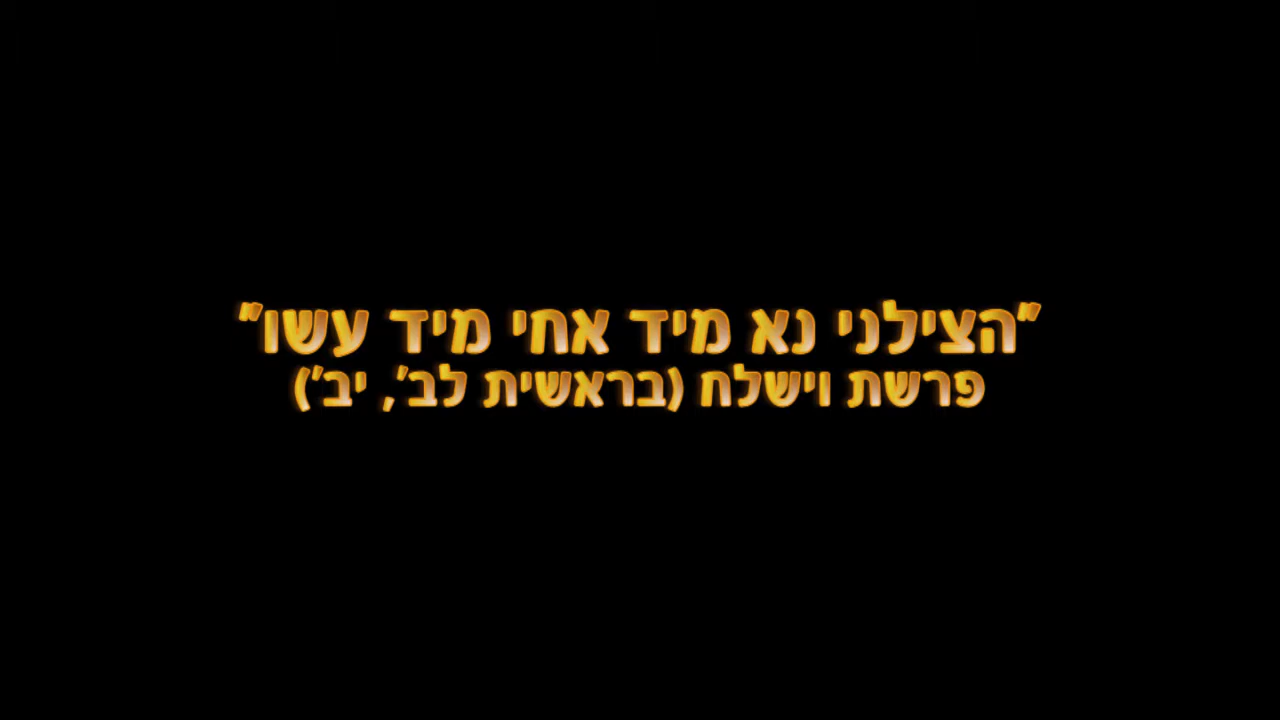 "הצילני נא מיד אחי מיד עשו"
פרשת וישלח (בראשית לב', יב')